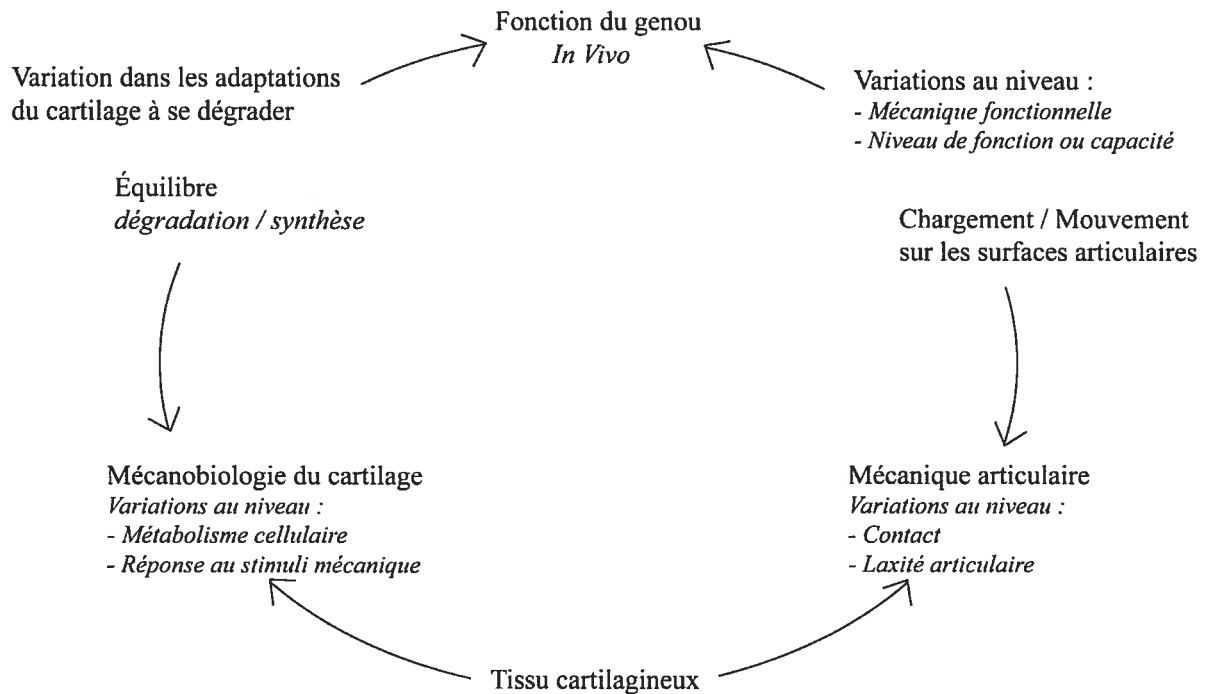 Fonction du genou
In Vivo
Variation dans les adaptations
du cartilage à se dégrader
Variations au niveau :
- Mécanique fonctionnelle
- Niveau de fonction ou capacité
Équilibre
dégradation / synthèse
Chargement / Mouvement
sur les surfaces articulaires
Mécanobiologie du cartilage
Variations au niveau :
- Métabolisme cellulaire
- Réponse au stimuli mécanique
Mécanique articulaire
Variations au niveau :
- Contact
- Laxité articulaire
Tissu cartilagineux